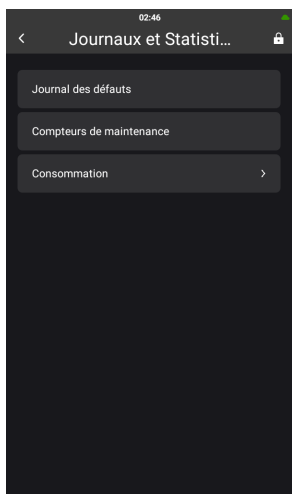 02:46
Journaux et Statisti...
Journal des défauts
Compteurs de maintenance
Consommation